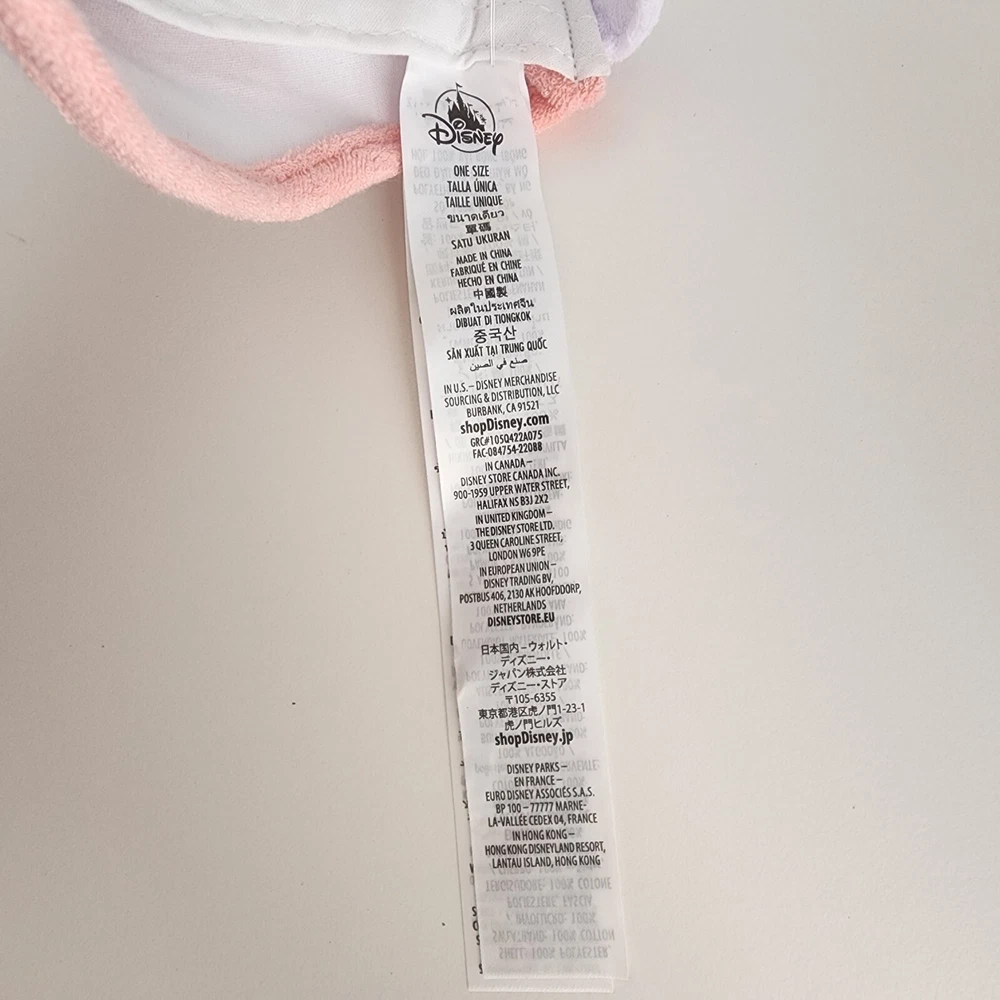 Disney
ONE SIZE
TALLA ÚNICA
TAILLE UNIQUE
ขนาดเดียว
單碼
SATU UKURAN
MADE IN CHINA
FABRIQUÉ EN CHINE
HECHO EN CHINA
中國製
ผลิตในประเทศจีน
DIBUAT DI TIONGKOK
중국산
SẢN XUẤT TẠI TRUNG QUỐC
صنع في الصين
IN U.S. – DISNEY MERCHANDISE
SOURCING & DISTRIBUTION, LLC
BURBANK, CA 91521
shopDisney.com
GRC#105Q422A075
FAC-084754-22088
IN CANADA –
DISNEY STORE CANADA INC.
900-1959 UPPER WATER STREET,
HALIFAX NS B3J 2X2
IN UNITED KINGDOM –
THE DISNEY STORE LTD.
3 QUEEN CAROLINE STREET,
LONDON W6 9PE
IN EUROPEAN UNION –
DISNEY TRADING BV,
POSTBUS 406, 2130 AK HOOFDDORP,
NETHERLANDS
DISNEYSTORE.EU
日本国内 – ウォルト・
ディズニー・
ジャパン株式会社
ディズニー・ストア
〒105-6355
東京都港区虎ノ門1-23-1
虎ノ門ヒルズ
shopDisney.jp
DISNEY PARKS –
EN FRANCE –
EURO DISNEY ASSOCIÉS S.A.S.
BP 100 – 77777 MARNE-
LA-VALLÉE CEDEX 04, FRANCE
IN HONG KONG –
HONG KONG DISNEYLAND RESORT,
LANTAU ISLAND, HONG KONG